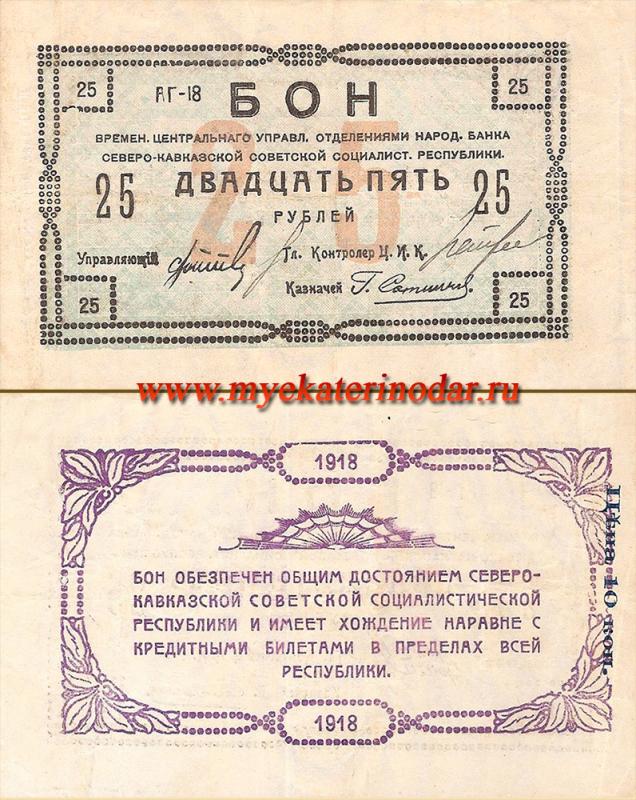 25
АГ-18
БОН
25
ВРЕМЕН. ЦЕНТРАЛЬНАГО УПРАВЛ. ОТДЕЛЕНИЯМИ НАРОД. БАНКА
СЕВЕРО-КАВКАЗСКОЙ СОВЕТСКОЙ СОЦИАЛИСТ. РЕСПУБЛИКИ.
25
25 ДВАДЦАТЬ ПЯТЬ 25
РУБЛЕЙ
Управляющій
Гл. Контролер Ц. И. К.
Казначей
25
25
www.myekaterinodar.ru
1918
БОН ОБЕЗПЕЧЕН ОБЩИМ ДОСТОЯНИЕМ СЕВЕРО-
КАВКАЗСКОЙ СОВЕТСКОЙ СОЦИАЛИСТИЧЕСКОЙ
РЕСПУБЛИКИ И ИМЕЕТ ХОЖДЕНИЕ НАРАВНЕ С
КРЕДИТНЫМИ БИЛЕТАМИ В ПРЕДЕЛАХ ВСЕЙ
РЕСПУБЛИКИ.
1918
Цѣна 10 коп.